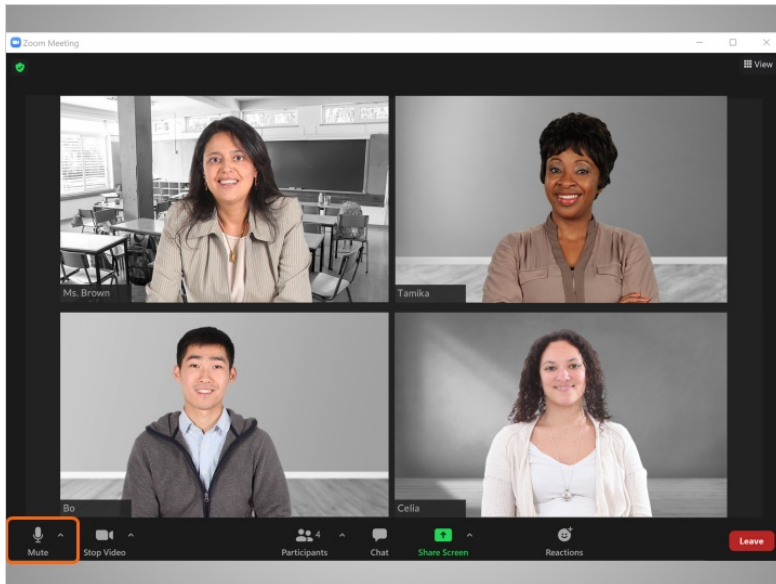 Zoom Meeting
View
Ms. Brown
Tamika
Bo
Celia
Mute
Stop Video
4
Participants
Chat
Share Screen
Reactions
Leave